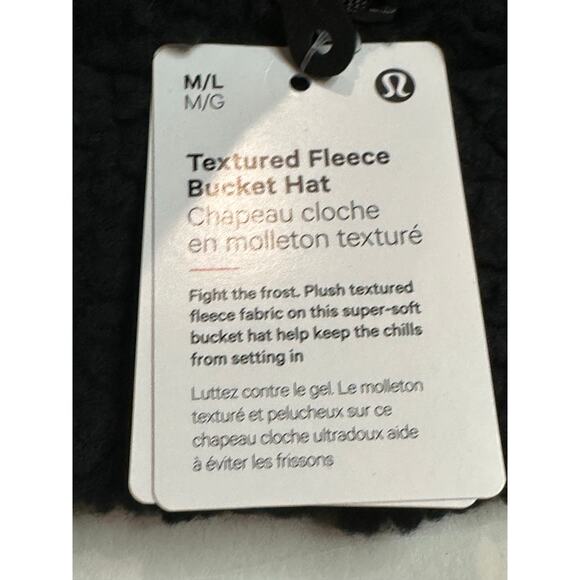 M/L
M/G
Textured Fleece
Bucket Hat
Chapeau cloche
en molleton texturé
Fight the frost. Plush textured
fleece fabric on this super-soft
bucket hat help keep the chills
from setting in
Luttez contre le gel. Le molleton
texturé et pelucheux sur ce
chapeau cloche ultradoux aide
à éviter les frissons